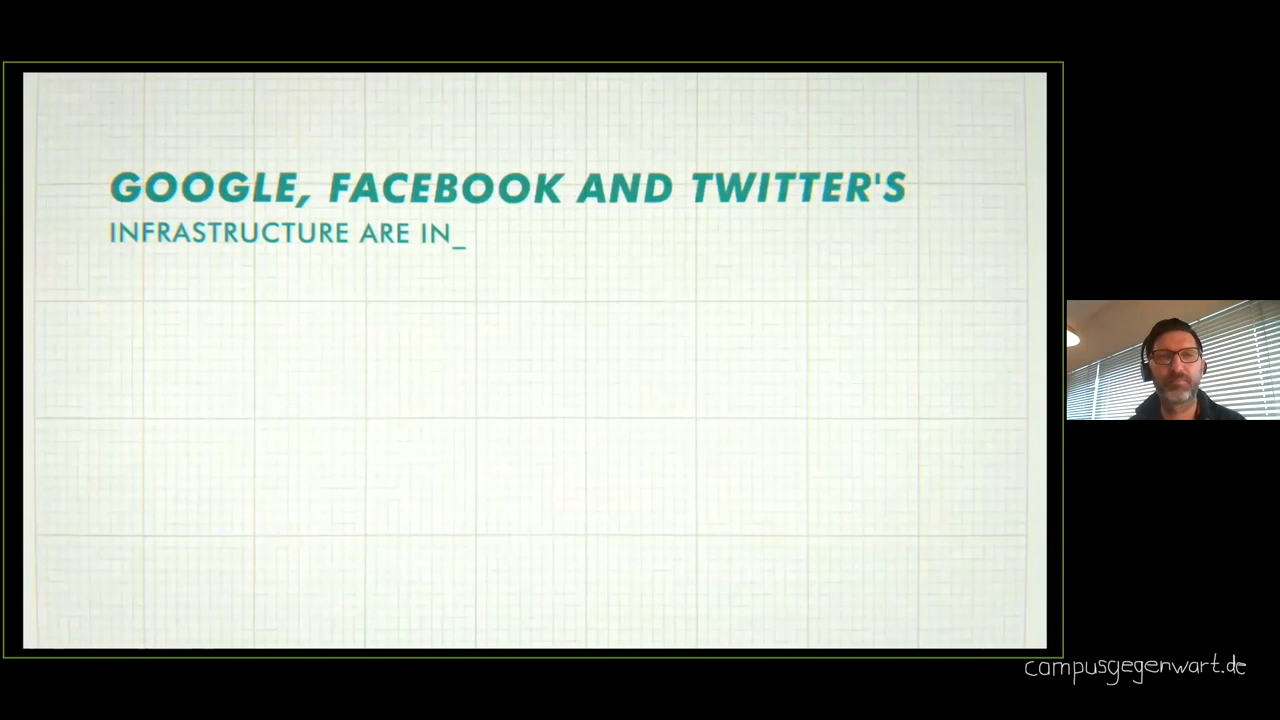 GOOGLE, FACEBOOK AND TWITTER'S
INFRASTRUCTURE ARE IN_
campusgegenwart.de